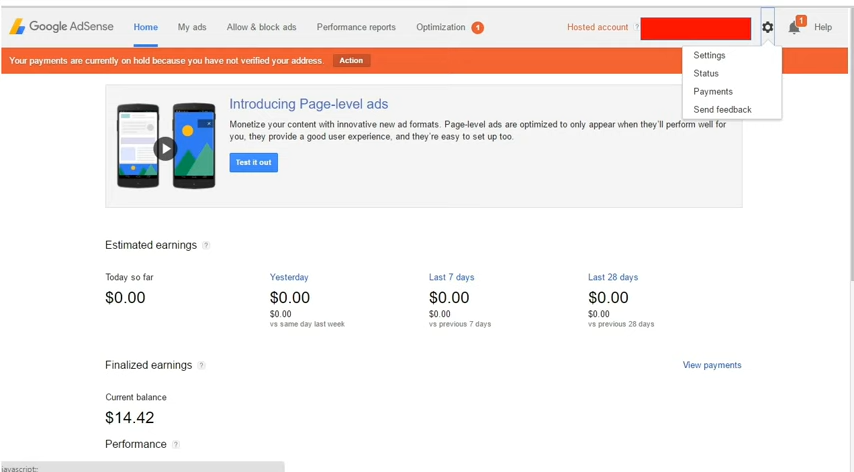 Google AdSense Home My ads Allow & block ads Performance reports Optimization 1 Hosted account ? 1 Help
Your payments are currently on hold because you have not verified your address. Action
Settings
Status
Payments
Send feedback
Introducing Page-level ads
Monetize your content with innovative new ad formats. Page-level ads are optimized to only appear when they'll perform well for
you, they provide a good user experience, and they're easy to set up too.
Test it out
Estimated earnings ?
Today so far Yesterday Last 7 days Last 28 days
$0.00 $0.00 $0.00 $0.00
$0.00 $0.00 $0.00
vs same day last week vs previous 7 days vs previous 28 days
Finalized earnings ? View payments
Current balance
$14.42
Performance ?
javascript:;